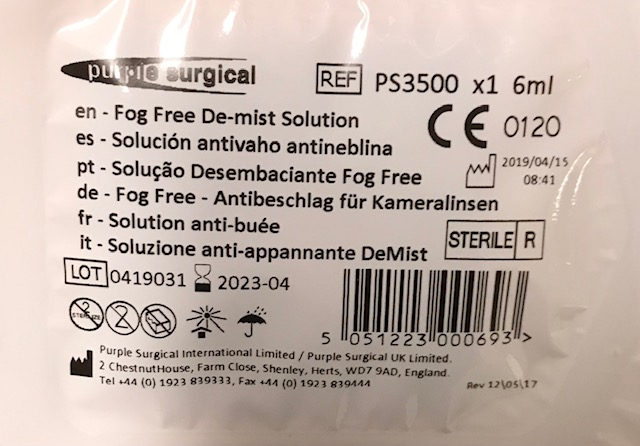 purple surgical
REF PS3500 x1 6ml
en - Fog Free De-mist Solution
CE 0120
es - Solución antivaho antineblina
pt - Solução Desembaciante Fog Free
2019/04/15
08:41
de - Fog Free - Antibeschlag für Kameralinsen
fr - Solution anti-buée
it - Soluzione anti-appannante DeMist
STERILE R
LOT 0419031 2023-04
2
STERILIZE
2
5 051223 000693 >
Purple Surgical International Limited / Purple Surgical UK Limited.
2 ChestnutHouse, Farm Close, Shenley, Herts, WD7 9AD, England.
Tel +44 (0) 1923 839333, Fax +44 (0) 1923 839444
Rev 12\05\17